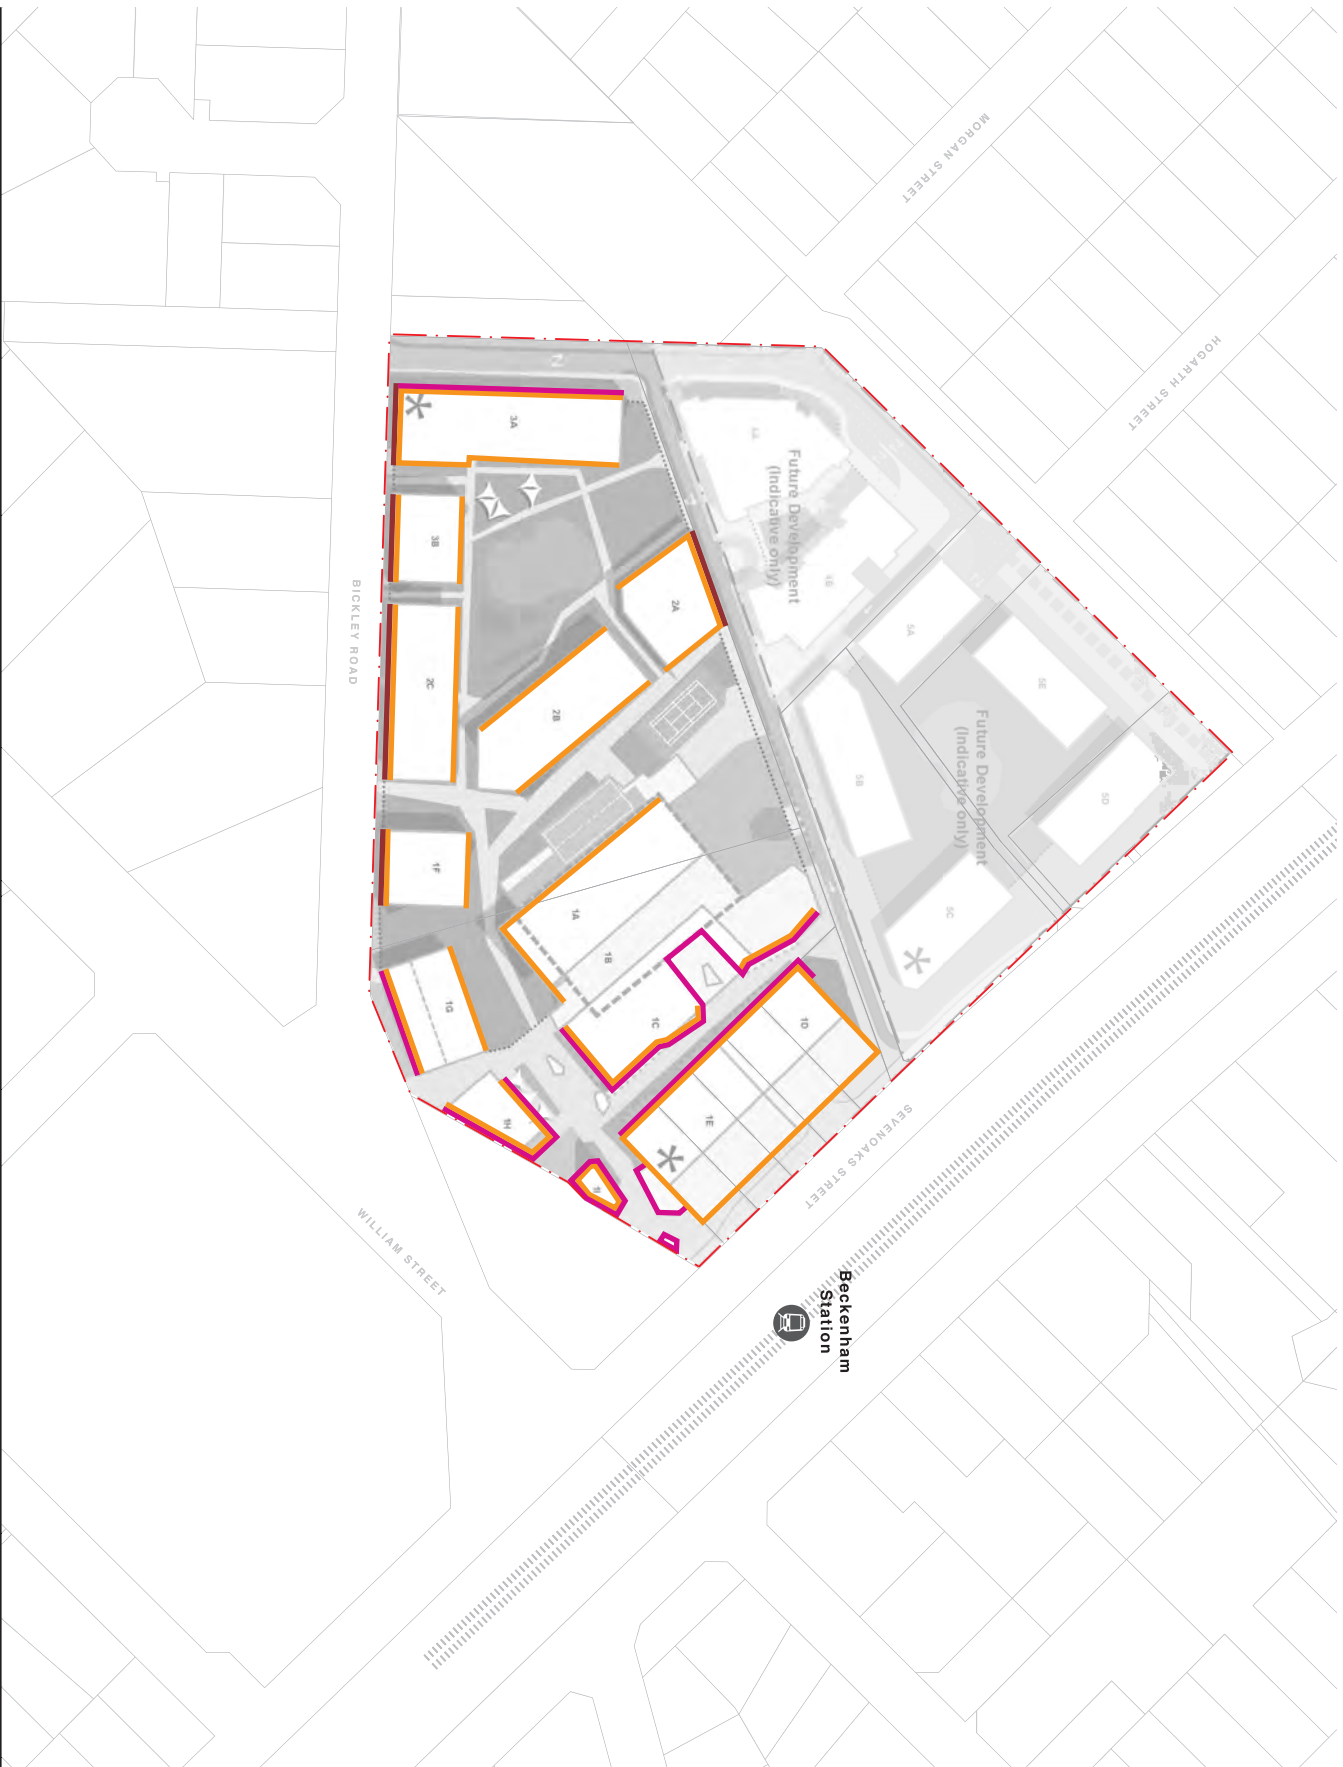 MORGAN STREET
HOGARTH STREET
Future Development
(Indicative only)
4A
4B
3A
3B
2A
2B
2C
5A
5B
5C
5D
5E
Future Development
(Indicative only)
BICKLEY ROAD
1A
1B
1C
1D
1E
1F
1G
1H
SEVENOAKS STREET
WILLIAM STREET
Beckenham
Station